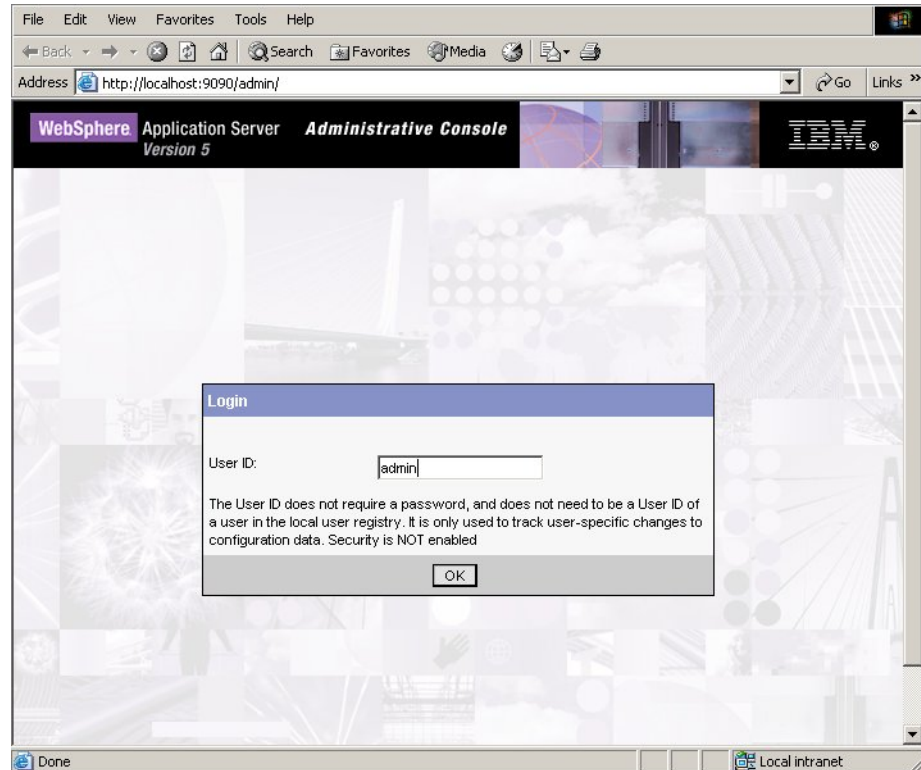 File Edit View Favorites Tools Help
Back Search Favorites Media
Address http://localhost:9090/admin/ Go Links »
WebSphere. Application Server Administrative Console
Version 5
IBM®
Login
User ID: admin
The User ID does not require a password, and does not need to be a User ID of
a user in the local user registry. It is only used to track user-specific changes to
configuration data. Security is NOT enabled
OK
Done Local intranet